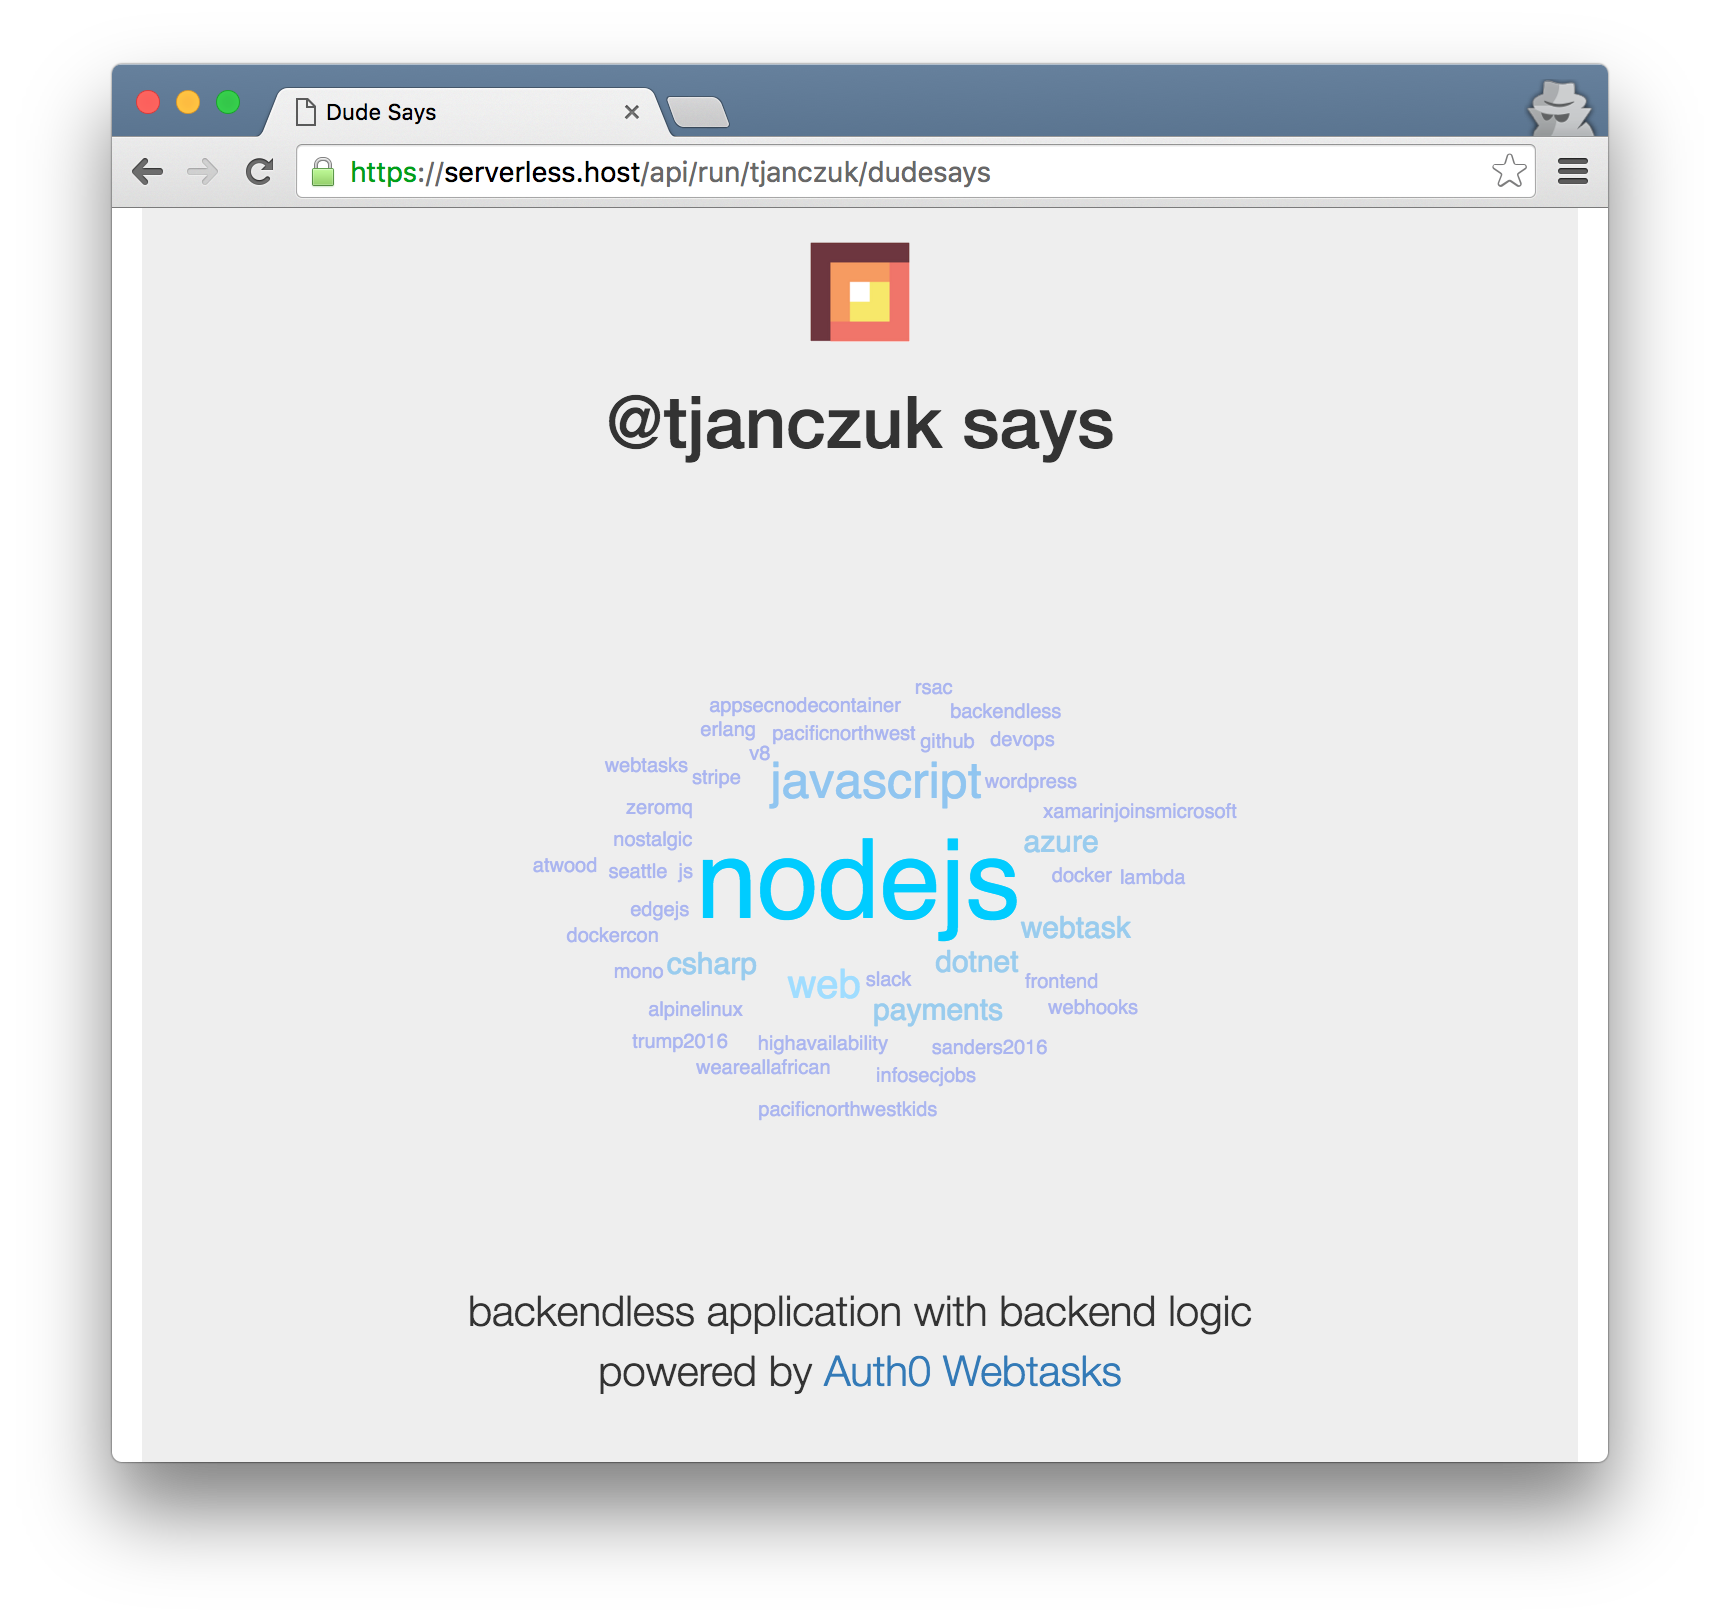 Dude Says
https://serverless.host/api/run/tjanczuk/dudesays
@tjanczuk says
rsac
appsecnodecontainer
backendless
erlang
pacificnorthwest
github
devops
v8
webtasks
stripe
javascript
wordpress
zeromq
xamarinjoinsmicrosoft
nostalgic
azure
atwood
seattle
js
nodejs
docker
lambda
edgejs
webtask
dockercon
mono
csharp
dotnet
web
slack
frontend
alpinelinux
payments
webhooks
trump2016
highavailability
sanders2016
weareallafrican
infosecjobs
pacificnorthwestkids
backendless application with backend logic
powered by Auth0 Webtasks